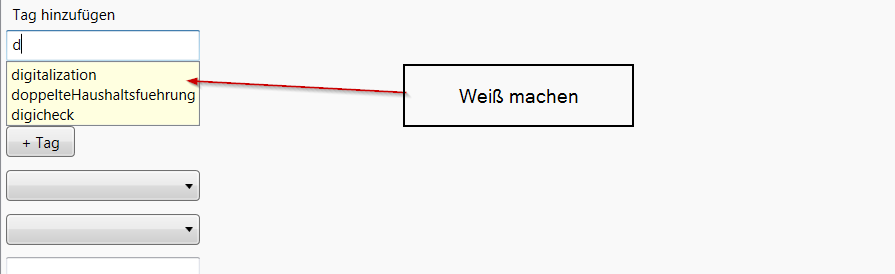 Tag hinzufügen
d
digitalization
doppelteHaushaltsfuehrung
digicheck
Weiß machen
+ Tag